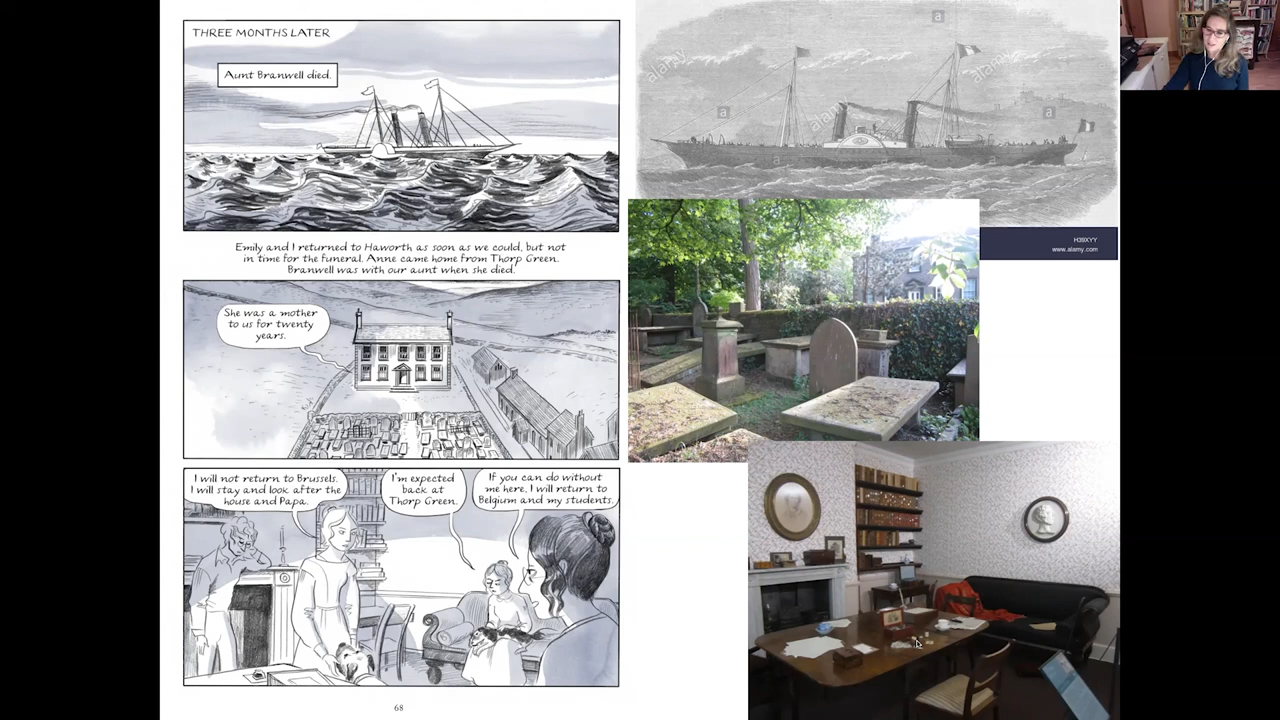 THREE MONTHS LATER
Aunt Branwell died.
Emily and I returned to Haworth as soon as we could, but not
in time for the funeral. Anne came home from Thorp Green.
Branwell was with our aunt when she died.
She was a mother
to us for twenty
years.
I will not return to Brussels.
I will stay and look after the
house and Papa.
I'm expected
back at
Thorp Green.
If you can do without
me here, I will return to
Belgium and my students.
68
a
alamy
alamy
a
a
alamy
a
a
H39XYY
www.alamy.com